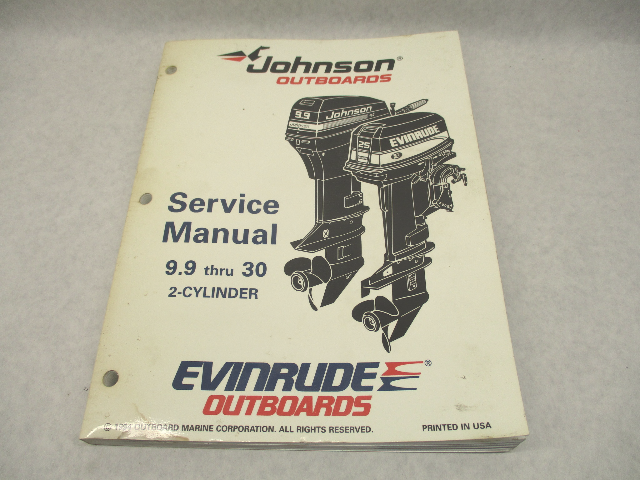 Johnson®
OUTBOARDS
9.9 Johnson
25 EVINRUDE
Service
Manual
9.9 thru 30
2-CYLINDER
EVINRUDE®
OUTBOARDS
OUTBOARD MARINE CORPORATION. ALL RIGHTS RESERVED. PRINTED IN USA